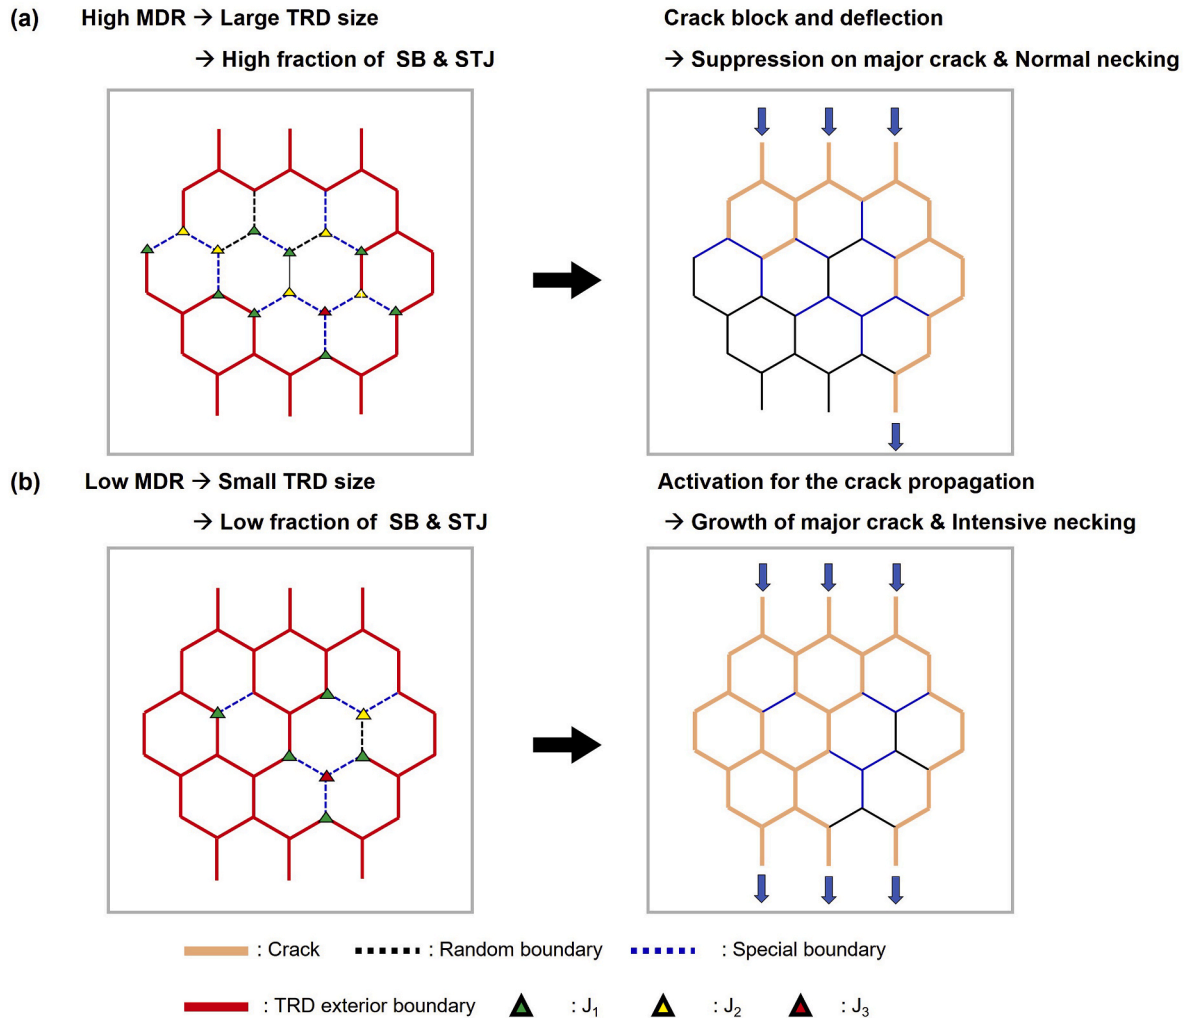 (a) High MDR → Large TRD size
→ High fraction of SB & STJ
Crack block and deflection
→ Suppression on major crack & Normal necking
(b) Low MDR → Small TRD size
→ Low fraction of SB & STJ
Activation for the crack propagation
→ Growth of major crack & Intensive necking
: Crack : Random boundary : Special boundary
: TRD exterior boundary : J₁ : J₂ : J₃